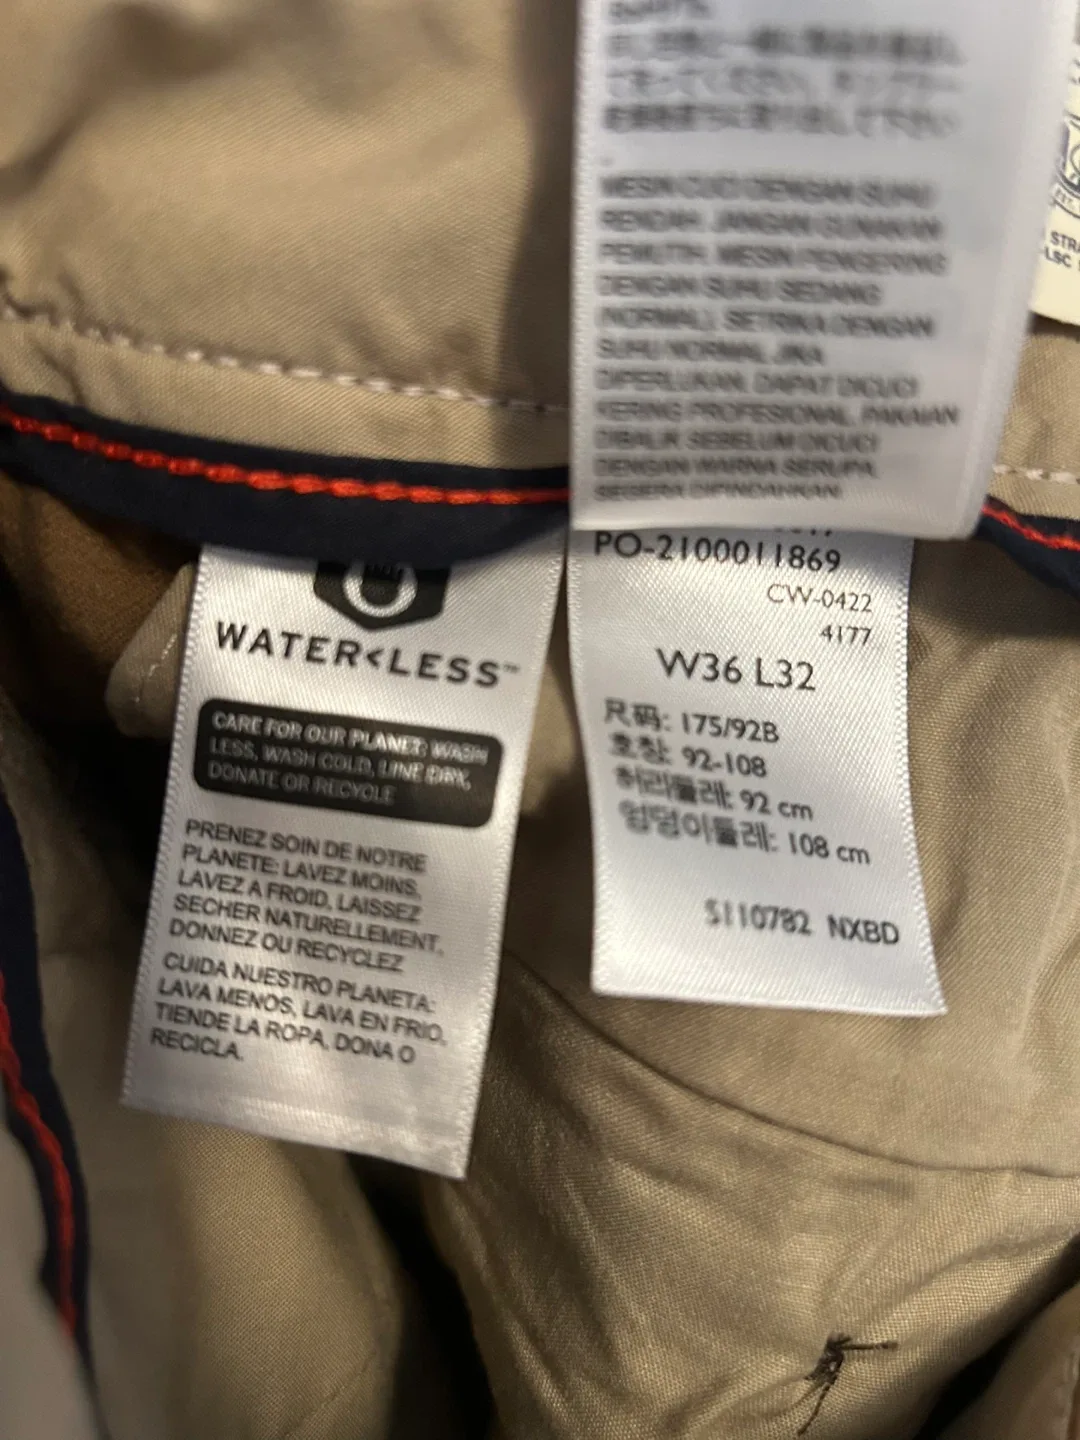 MESIN CUCI DENGAN SUHU
RENDAH. JANGAN GUNAKAN
PEMUTIH. MESIN PENGERING
DENGAN SUHU SEDANG
(NORMAL). SETRIKA DENGAN
SUHU NORMAL JIKA
DIPERLUKAN. DAPAT DICUCI
KERING PROFESIONAL. PAKAIAN
DIBALIK SEBELUM DICUCI
DENGAN WARNA SERUPA.
SEGERA DIPINDAHKAN.
PO-2100011869
CW-0422
4177
W36 L32
尺码: 175/92B
호칭: 92-108
허리둘레: 92 cm
엉덩이둘레: 108 cm
5110782 NXBD
WATER<LESS™
CARE FOR OUR PLANET: WASH
LESS, WASH COLD, LINE DRY,
DONATE OR RECYCLE
PRENEZ SOIN DE NOTRE
PLANETE: LAVEZ MOINS,
LAVEZ A FROID, LAISSEZ
SECHER NATURELLEMENT,
DONNEZ OU RECYCLEZ
CUIDA NUESTRO PLANETA:
LAVA MENOS, LAVA EN FRIO,
TIENDE LA ROPA, DONA O
RECICLA.
STRA
LSC